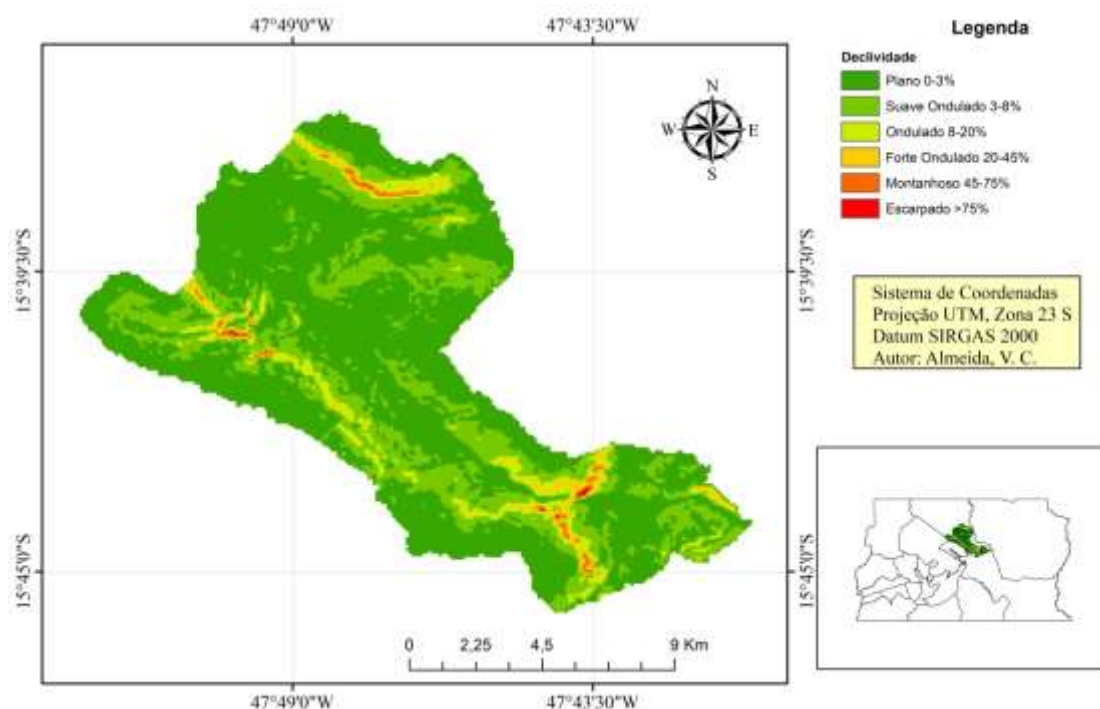 47°49'0"W
47°43'30"W
Legenda
Declividade
Plano 0-3%
Suave Ondulado 3-8%
Ondulado 8-20%
Forte Ondulado 20-45%
Montanhoso 45-75%
Escarpado >75%
N
W
E
S
15°39'30"S
15°39'30"S
Sistema de Coordenadas
Projeção UTM, Zona 23 S
Datum SIRGAS 2000
Autor: Almeida, V. C.
15°45'0"S
15°45'0"S
0
2,25
4,5
9 Km
47°49'0"W
47°43'30"W